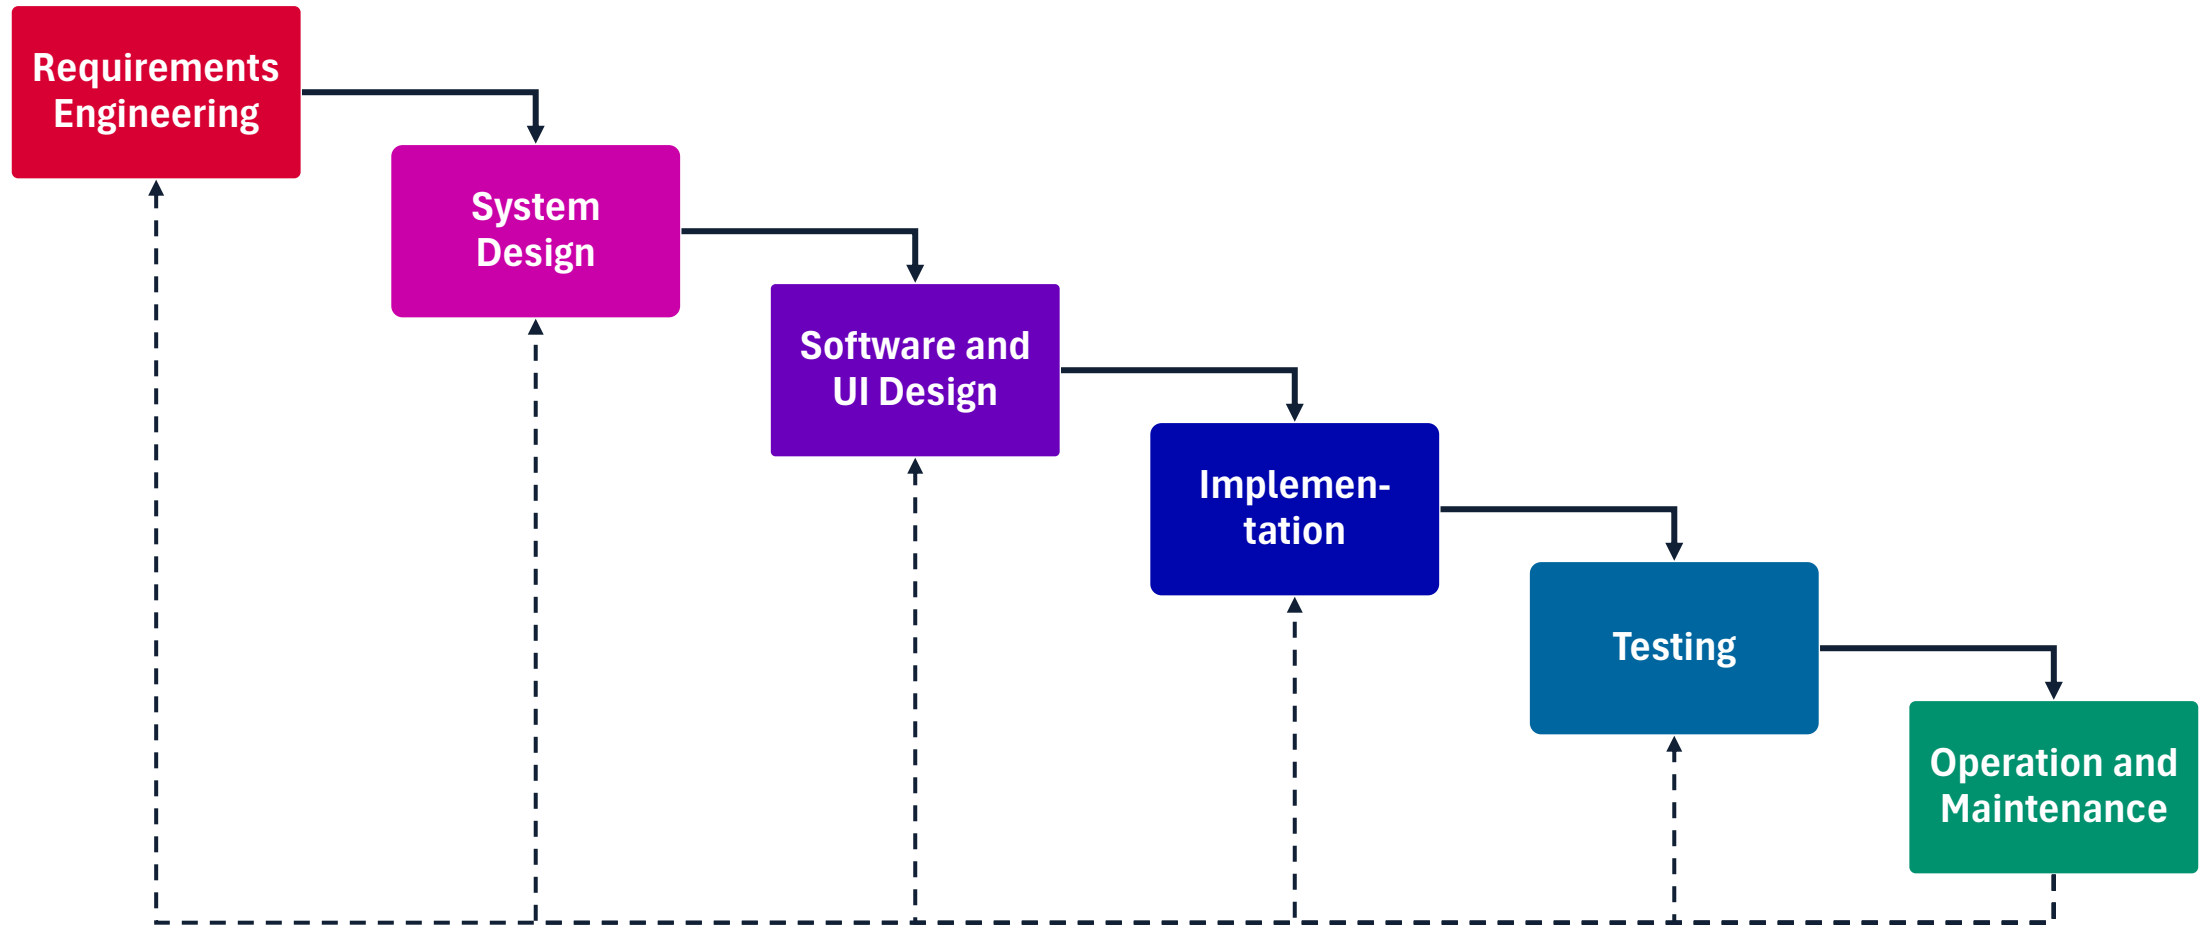 Requirements
Engineering
System
Design
Software and
UI Design
Implemen-
tation
Testing
Operation and
Maintenance